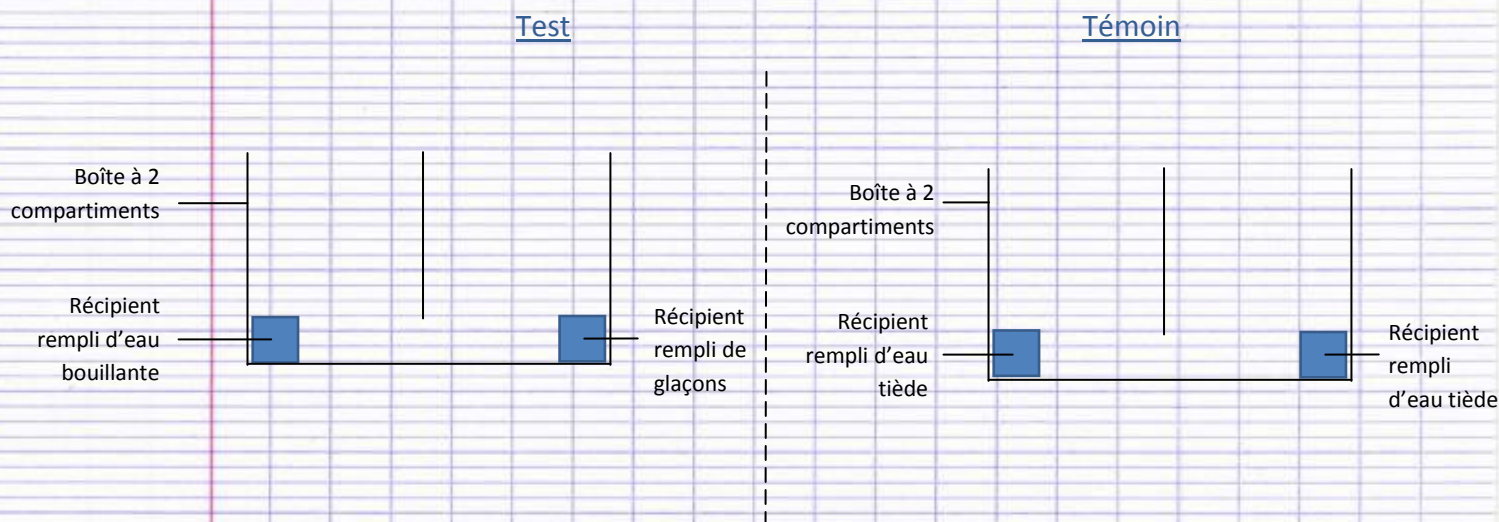 Test
Témoin
Boîte à 2
compartiments
Récipient
rempli d’eau
bouillante
Récipient
rempli de
glaçons
Boîte à 2
compartiments
Récipient
rempli d’eau
tiède
Récipient
rempli
d’eau tiède